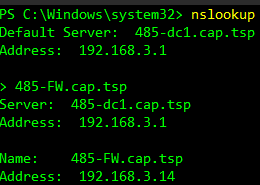 PS C:\Windows\system32> nslookup
Default Server:  485-dc1.cap.tsp
Address:  192.168.3.1

> 485-FW.cap.tsp
Server:  485-dc1.cap.tsp
Address:  192.168.3.1

Name:    485-FW.cap.tsp
Address:  192.168.3.14